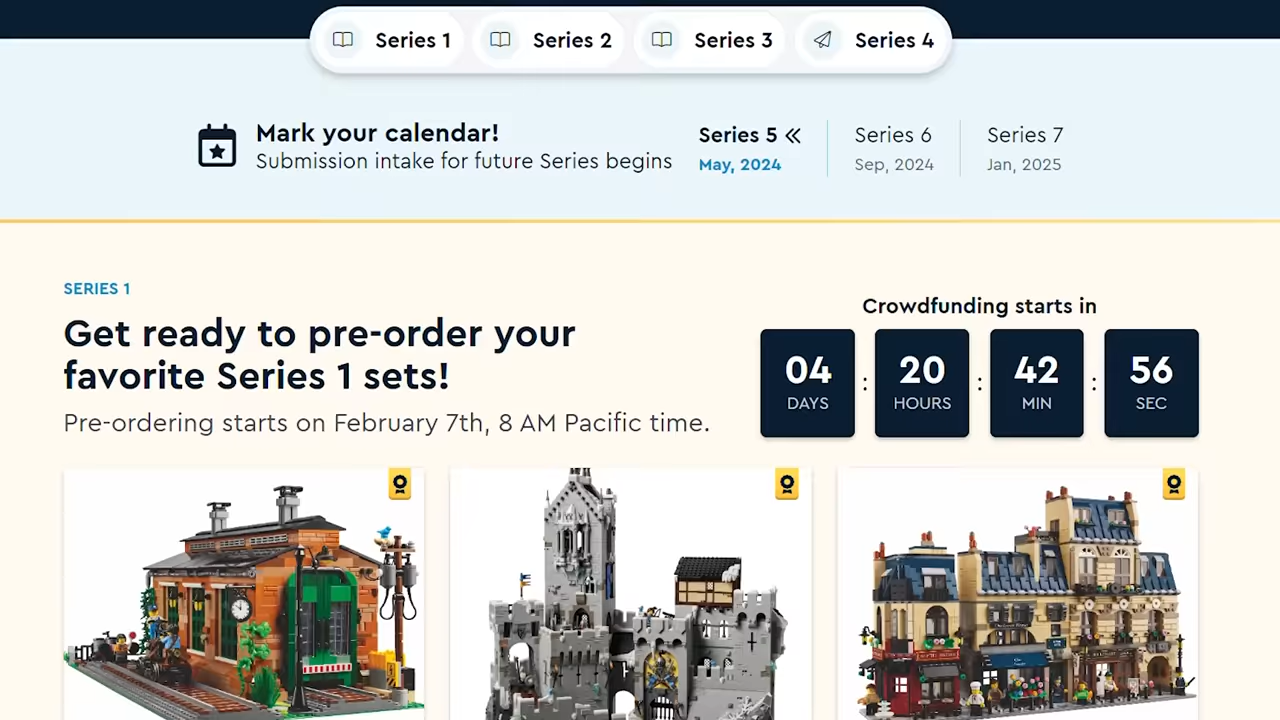 Series 1
Series 2
Series 3
Series 4
Mark your calendar!
Submission intake for future Series begins
Series 5
May, 2024
Series 6
Sep, 2024
Series 7
Jan, 2025
SERIES 1
Get ready to pre-order your
favorite Series 1 sets!
Pre-ordering starts on February 7th, 8 AM Pacific time.
Crowdfunding starts in
04 : 20 : 42 : 56
DAYS HOURS MIN SEC